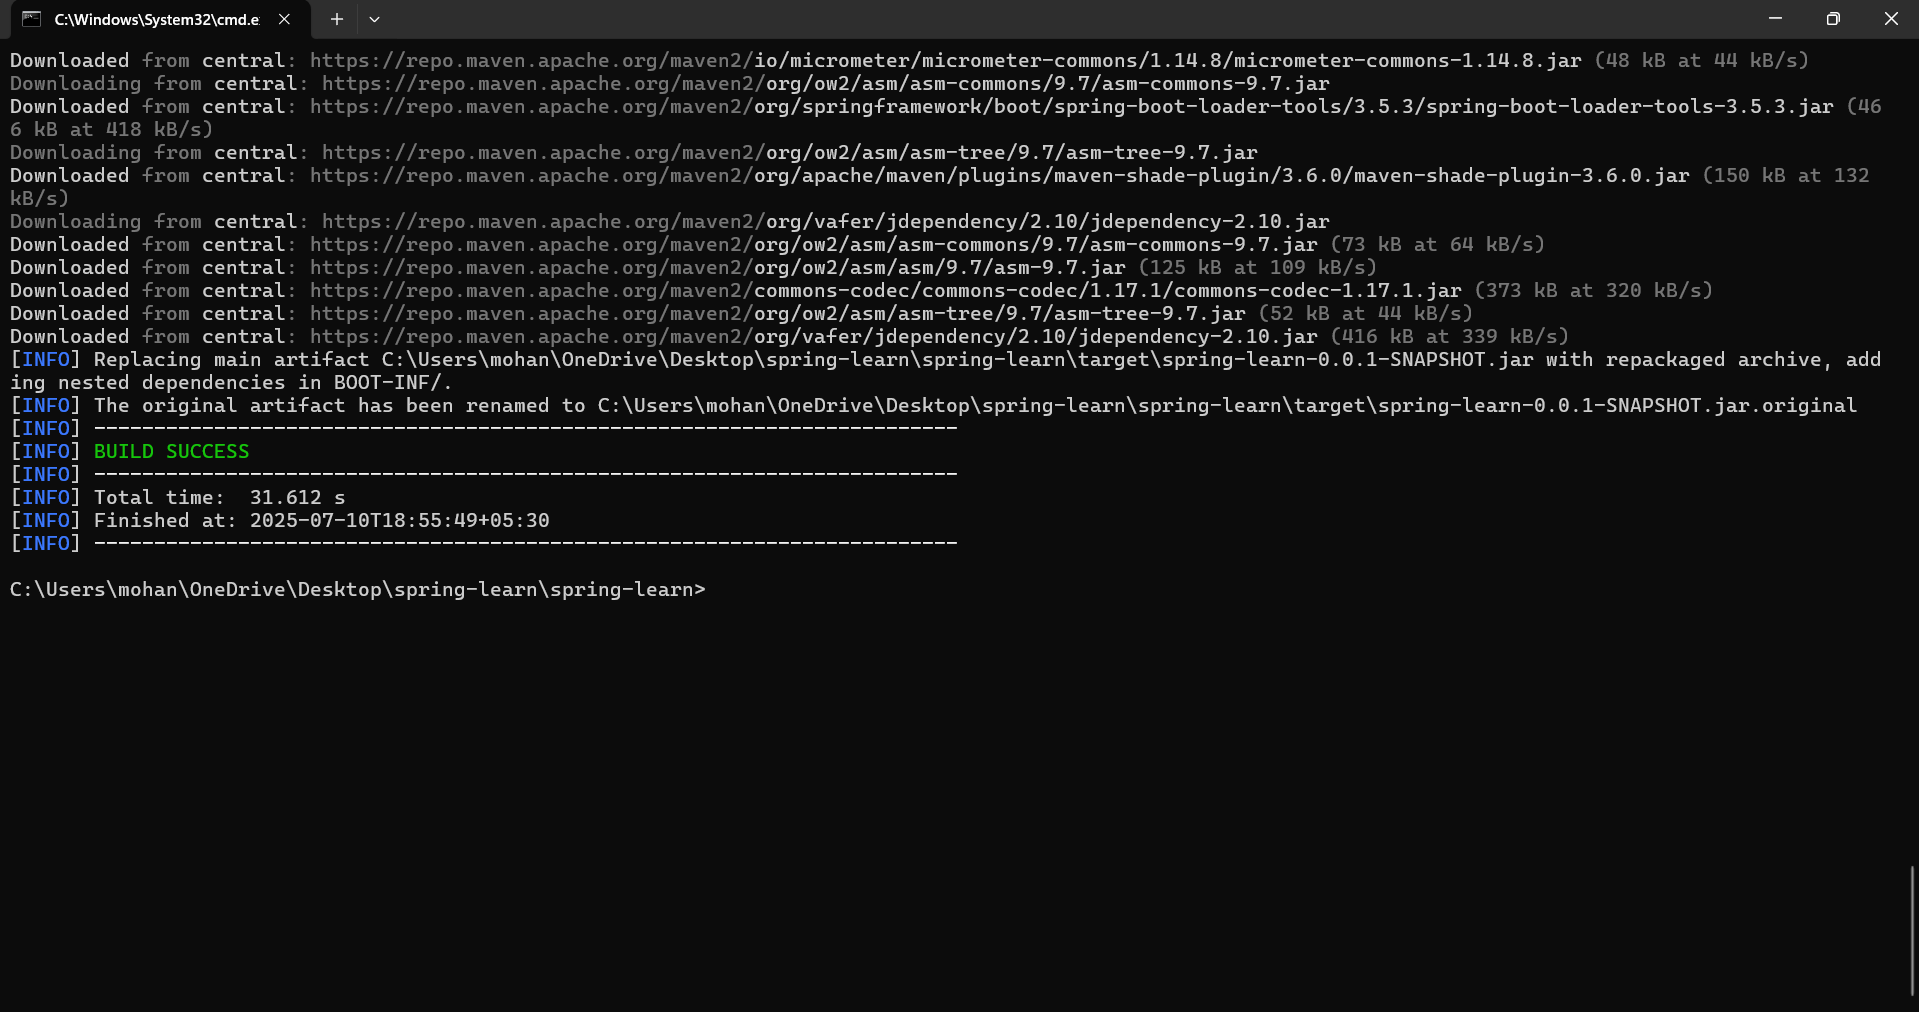 C:\Windows\System32\cmd.e
Downloaded from central: https://repo.maven.apache.org/maven2/io/micrometer/micrometer-commons/1.14.8/micrometer-commons-1.14.8.jar (48 kB at 44 kB/s)
Downloading from central: https://repo.maven.apache.org/maven2/org/ow2/asm/asm-commons/9.7/asm-commons-9.7.jar
Downloaded from central: https://repo.maven.apache.org/maven2/org/springframework/boot/spring-boot-loader-tools/3.5.3/spring-boot-loader-tools-3.5.3.jar (46
6 kB at 418 kB/s)
Downloading from central: https://repo.maven.apache.org/maven2/org/ow2/asm/asm-tree/9.7/asm-tree-9.7.jar
Downloaded from central: https://repo.maven.apache.org/maven2/org/apache/maven/plugins/maven-shade-plugin/3.6.0/maven-shade-plugin-3.6.0.jar (150 kB at 132
kB/s)
Downloading from central: https://repo.maven.apache.org/maven2/org/vafer/jdependency/2.10/jdependency-2.10.jar
Downloaded from central: https://repo.maven.apache.org/maven2/org/ow2/asm/asm-commons/9.7/asm-commons-9.7.jar (73 kB at 64 kB/s)
Downloaded from central: https://repo.maven.apache.org/maven2/org/ow2/asm/asm/9.7/asm-9.7.jar (125 kB at 109 kB/s)
Downloaded from central: https://repo.maven.apache.org/maven2/commons-codec/commons-codec/1.17.1/commons-codec-1.17.1.jar (373 kB at 320 kB/s)
Downloaded from central: https://repo.maven.apache.org/maven2/org/ow2/asm/asm-tree/9.7/asm-tree-9.7.jar (52 kB at 44 kB/s)
Downloaded from central: https://repo.maven.apache.org/maven2/org/vafer/jdependency/2.10/jdependency-2.10.jar (416 kB at 339 kB/s)
[INFO] Replacing main artifact C:\Users\mohan\OneDrive\Desktop\spring-learn\spring-learn\target\spring-learn-0.0.1-SNAPSHOT.jar with repackaged archive, add
ing nested dependencies in BOOT-INF/.
[INFO] The original artifact has been renamed to C:\Users\mohan\OneDrive\Desktop\spring-learn\spring-learn\target\spring-learn-0.0.1-SNAPSHOT.jar.original
[INFO] ------------------------------------------------------------------------
[INFO] BUILD SUCCESS
[INFO] ------------------------------------------------------------------------
[INFO] Total time:  31.612 s
[INFO] Finished at: 2025-07-10T18:55:49+05:30
[INFO] ------------------------------------------------------------------------
C:\Users\mohan\OneDrive\Desktop\spring-learn\spring-learn>